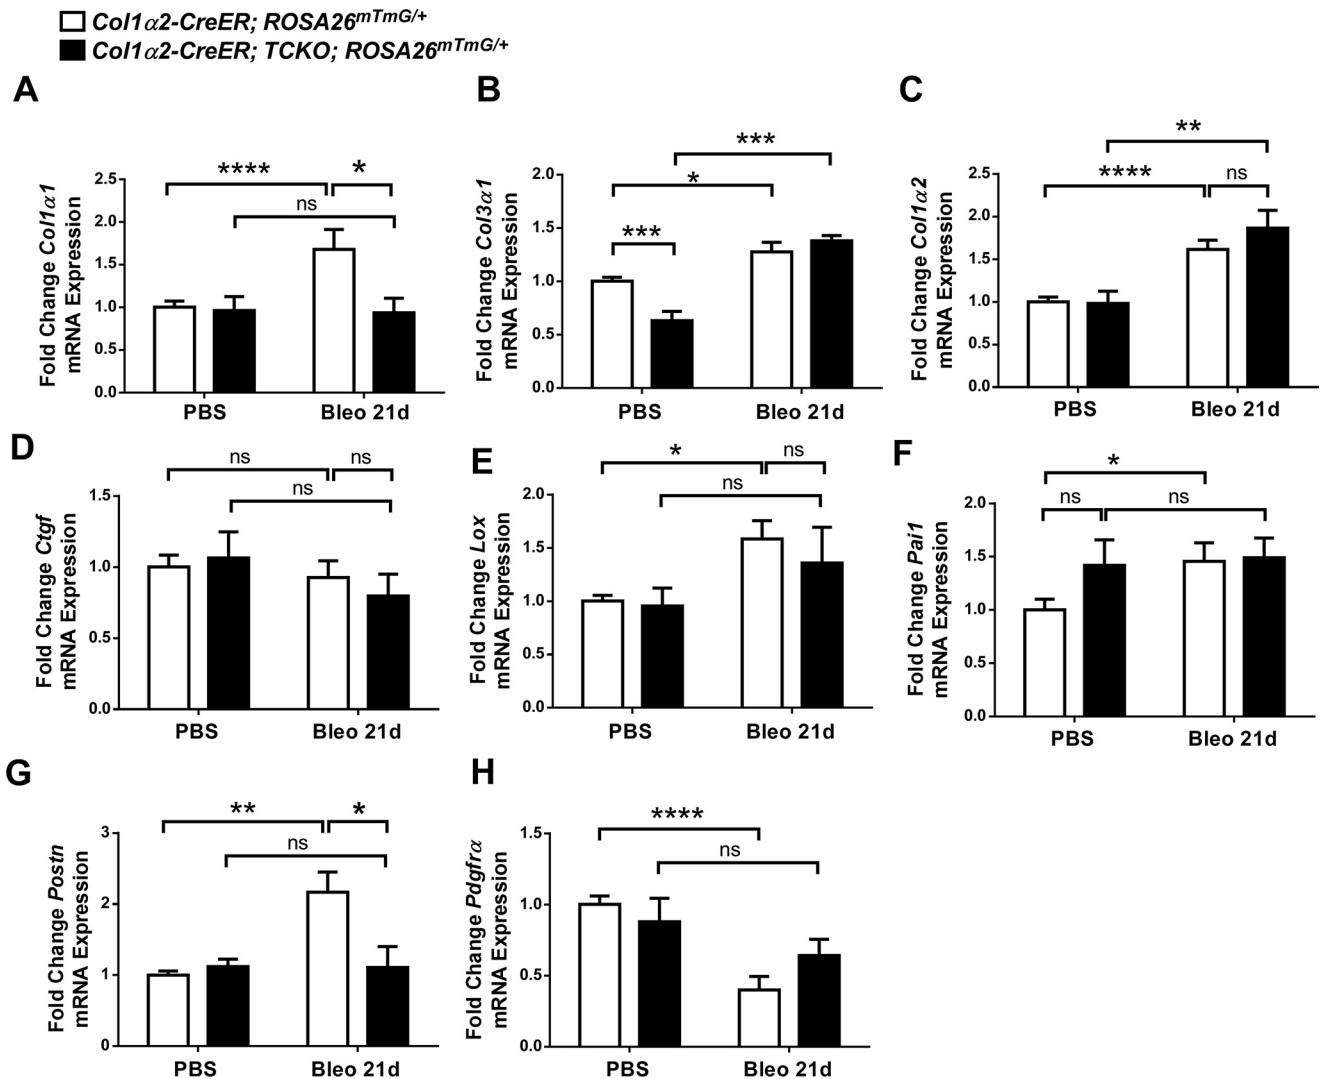 Col1α2-CreER; ROSA26mTmG/+
Col1α2-CreER; TCKO; ROSA26mTmG/+
A
Fold Change Col1α1
mRNA Expression
2.5
2.0
1.5
1.0
0.5
0.0
****
*
ns
PBS
Bleo 21d
B
Fold Change Col3α1
mRNA Expression
2.0
1.5
1.0
0.5
0.0
***
*
***
PBS
Bleo 21d
C
Fold Change Col1α2
mRNA Expression
2.5
2.0
1.5
1.0
0.5
0.0
**
****
ns
PBS
Bleo 21d
D
Fold Change Ctgf
mRNA Expression
1.5
1.0
0.5
0.0
ns
ns
ns
PBS
Bleo 21d
E
Fold Change Lox
mRNA Expression
2.0
1.5
1.0
0.5
0.0
*
ns
ns
PBS
Bleo 21d
F
Fold Change Pai1
mRNA Expression
2.0
1.5
1.0
0.5
0.0
*
ns
ns
PBS
Bleo 21d
G
Fold Change Postn
mRNA Expression
3
2
1
0
**
*
ns
PBS
Bleo 21d
H
Fold Change Pdgfrα
mRNA Expression
1.5
1.0
0.5
0.0
****
ns
PBS
Bleo 21d